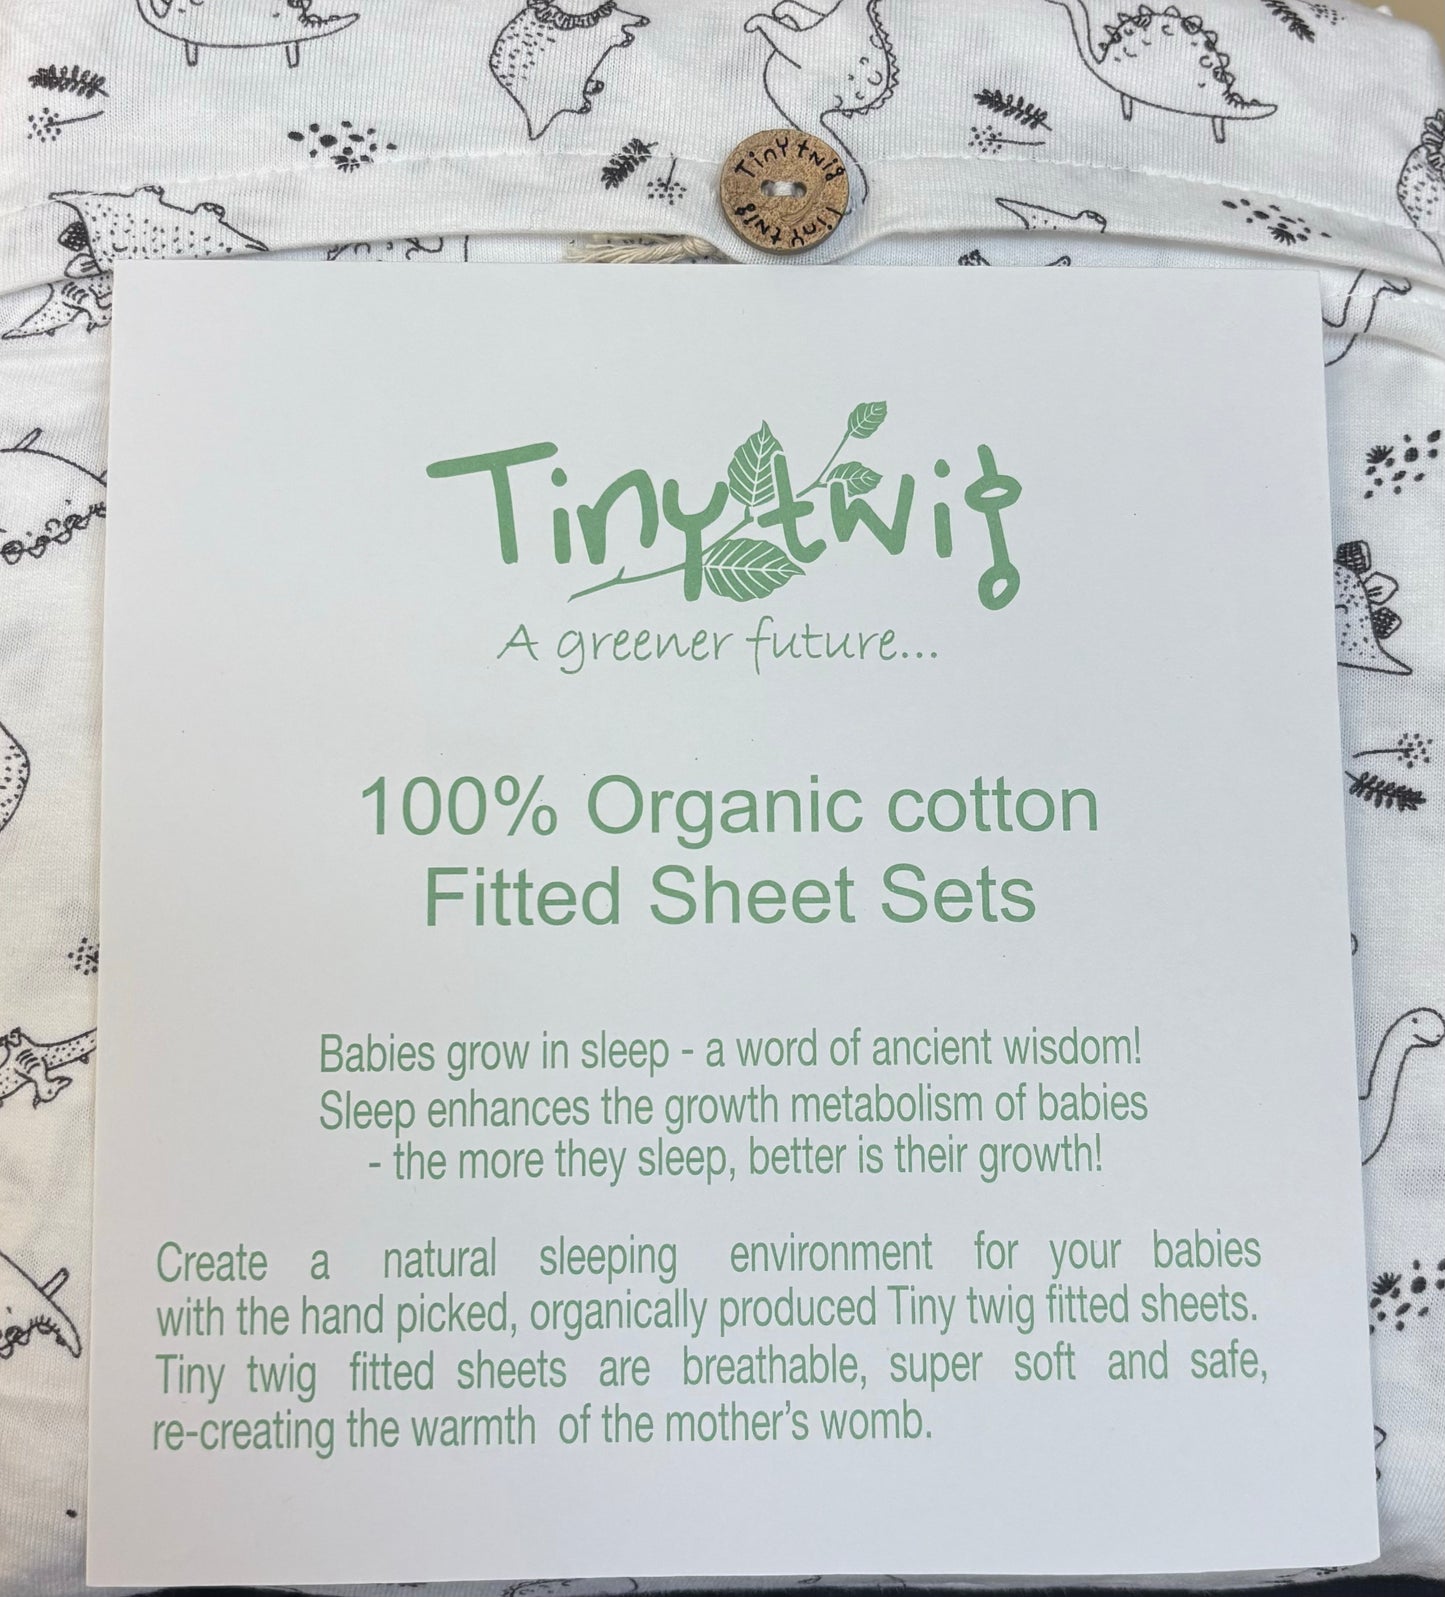 Tiny twig
Tiny twig
Tiny twig
A greener future...
100% Organic cotton
Fitted Sheet Sets
Babies grow in sleep - a word of ancient wisdom!
Sleep enhances the growth metabolism of babies
- the more they sleep, better is their growth!
Create a natural sleeping environment for your babies
with the hand picked, organically produced Tiny twig fitted sheets.
Tiny twig fitted sheets are breathable, super soft and safe,
re-creating the warmth of the mother's womb.